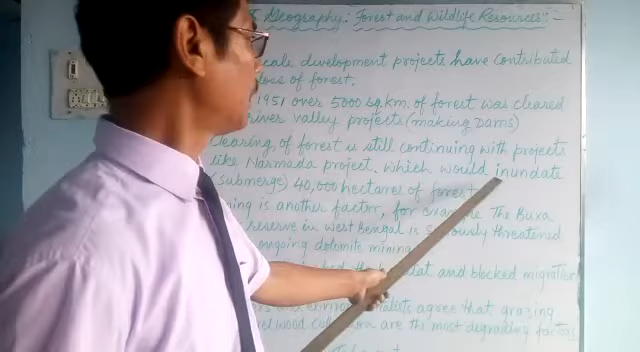 Geography: Forest and Wildlife Resources":-
scale development projects have contributed
loss of forest.
1951 over 5000 sq.km. of forest was cleared
river valley projects (making Dams)
Clearing of forest is still continuing with projects
like Narmada project. which would inundate
(submerge) 40,000 hectares of forest
is another factor, for example The Buxa
reserve in west Bengal is seriously threatened
ongoing dolomite mining
and blocked migration
agree that grazing
are the most degrading factors